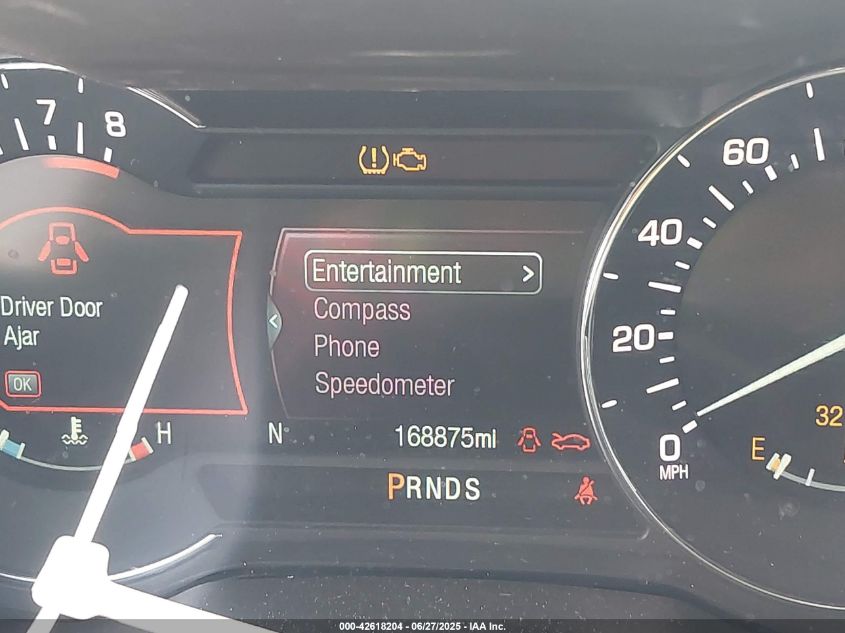 7
8
Driver Door
Ajar
OK
H
Entertainment >
Compass
Phone
Speedometer
N
168875mi
PRNDS
60
40
20
0
MPH
32
E
000-42618204 - 06/27/2025 - IAA Inc.